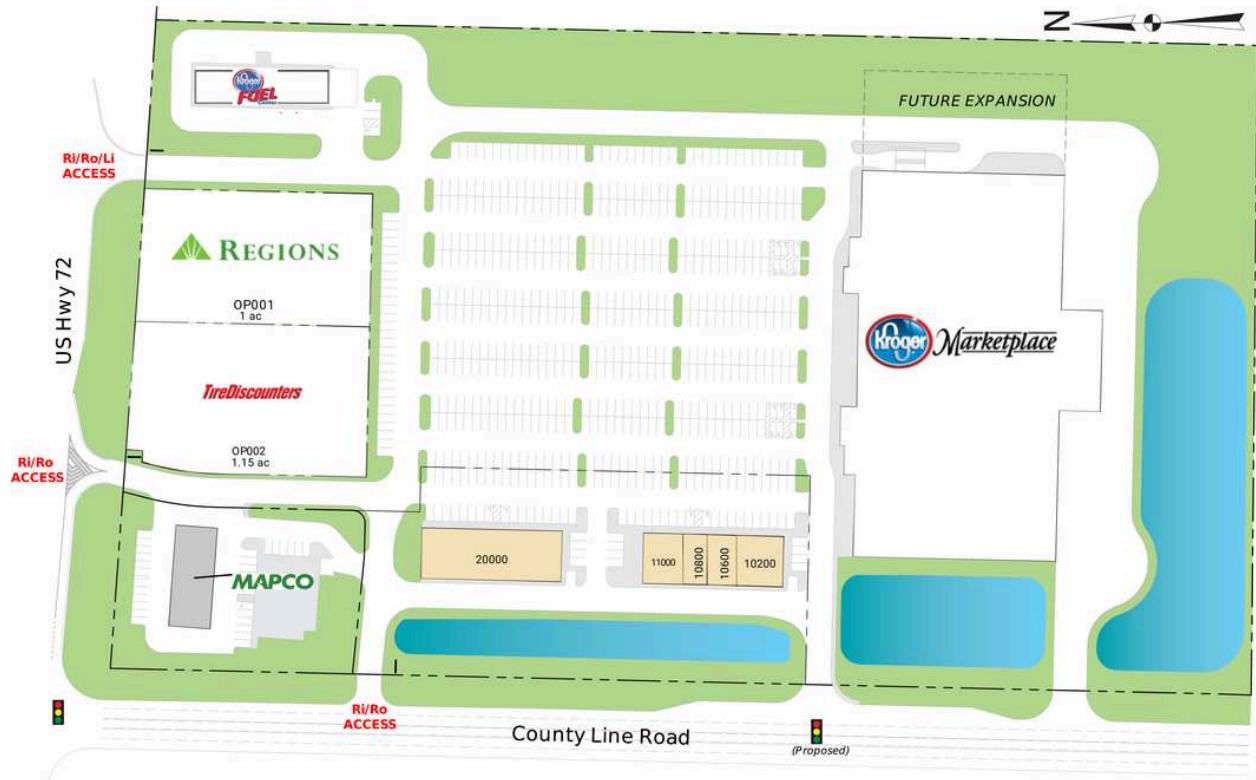 N
Kroger
FUEL
Center
FUTURE EXPANSION
Ri/Ro/Li
ACCESS
REGIONS
OP001
1 ac
US Hwy 72
Kroger Marketplace
TireDiscounters
OP002
1.15 ac
Ri/Ro
ACCESS
20000
11000
10800
10600
10200
MAPCO
Ri/Ro
ACCESS
County Line Road
(Proposed)